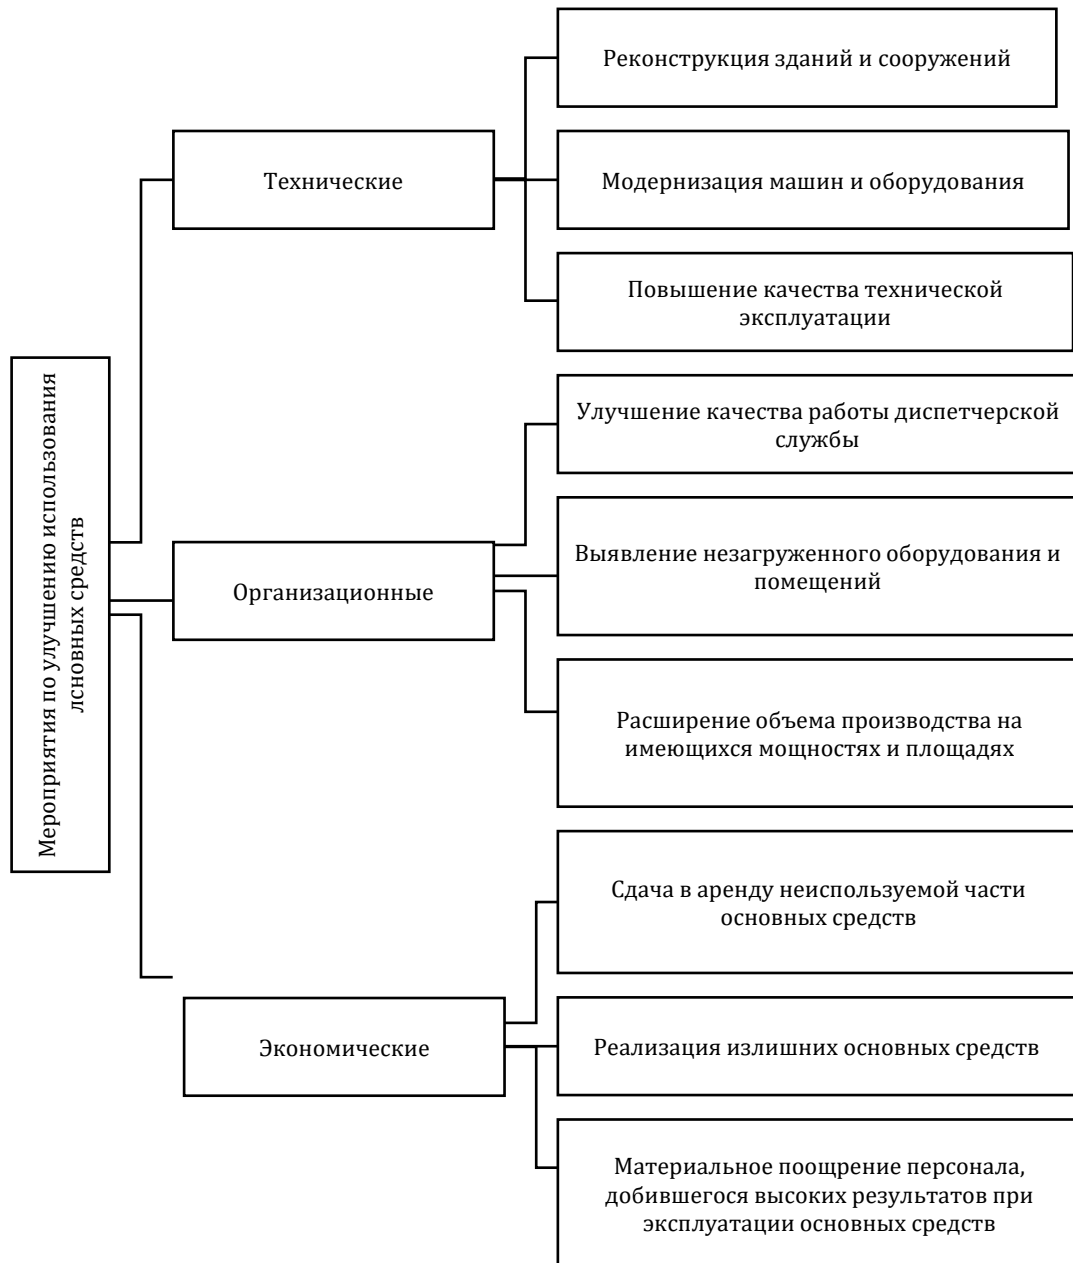 Мероприятия по улучшению использования
лсновных средств
Технические
Реконструкция зданий и сооружений
Модернизация машин и оборудования
Повышение качества технической
эксплуатации
Организационные
Улучшение качества работы диспетчерской
службы
Выявление незагруженного оборудования и
помещений
Расширение объема производства на
имеющихся мощностях и площадях
Экономические
Сдача в аренду неиспользуемой части
основных средств
Реализация излишних основных средств
Материальное поощрение персонала,
добившегося высоких результатов при
эксплуатации основных средств